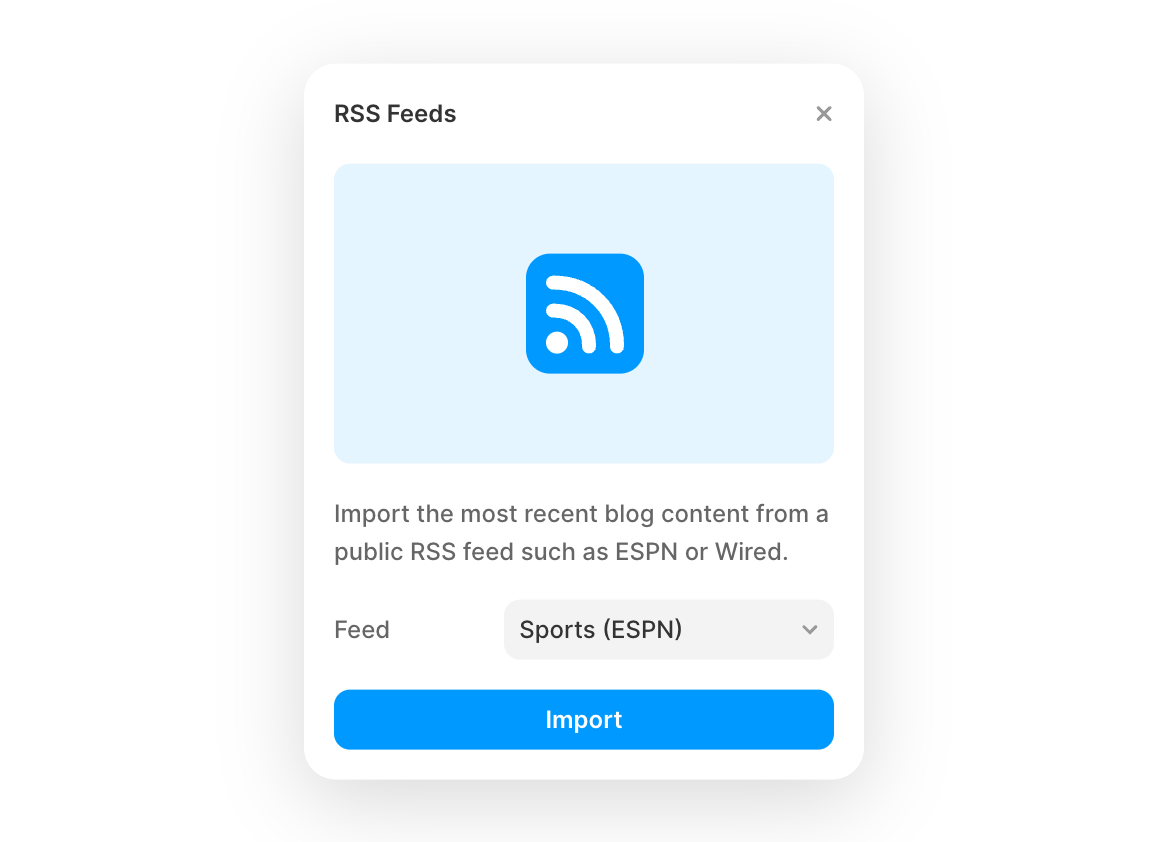 RSS Feeds
Import the most recent blog content from a
public RSS feed such as ESPN or Wired.
Feed
Sports (ESPN)
Import